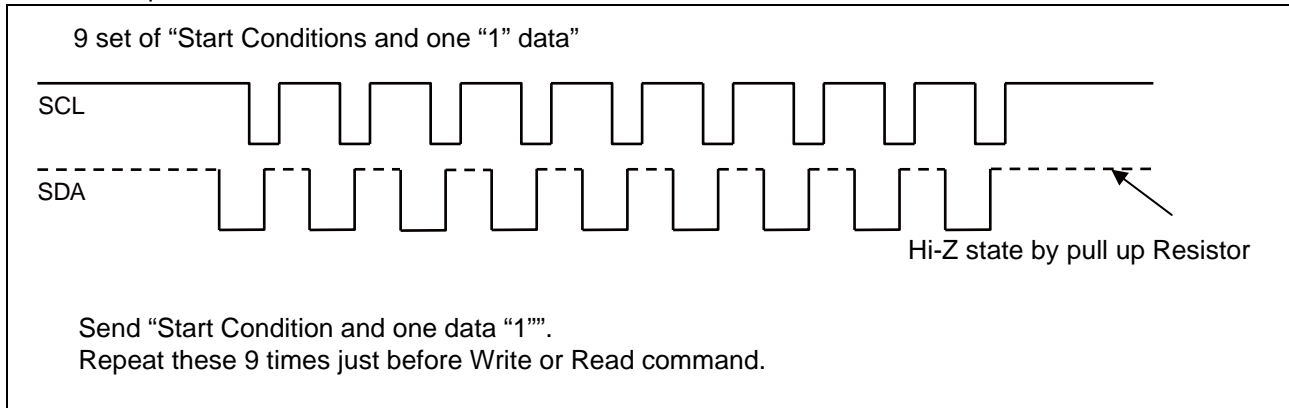 9 set of “Start Conditions and one “1” data”
SCL
SDA
Hi-Z state by pull up Resistor
Send “Start Condition and one data “1””.
Repeat these 9 times just before Write or Read command.